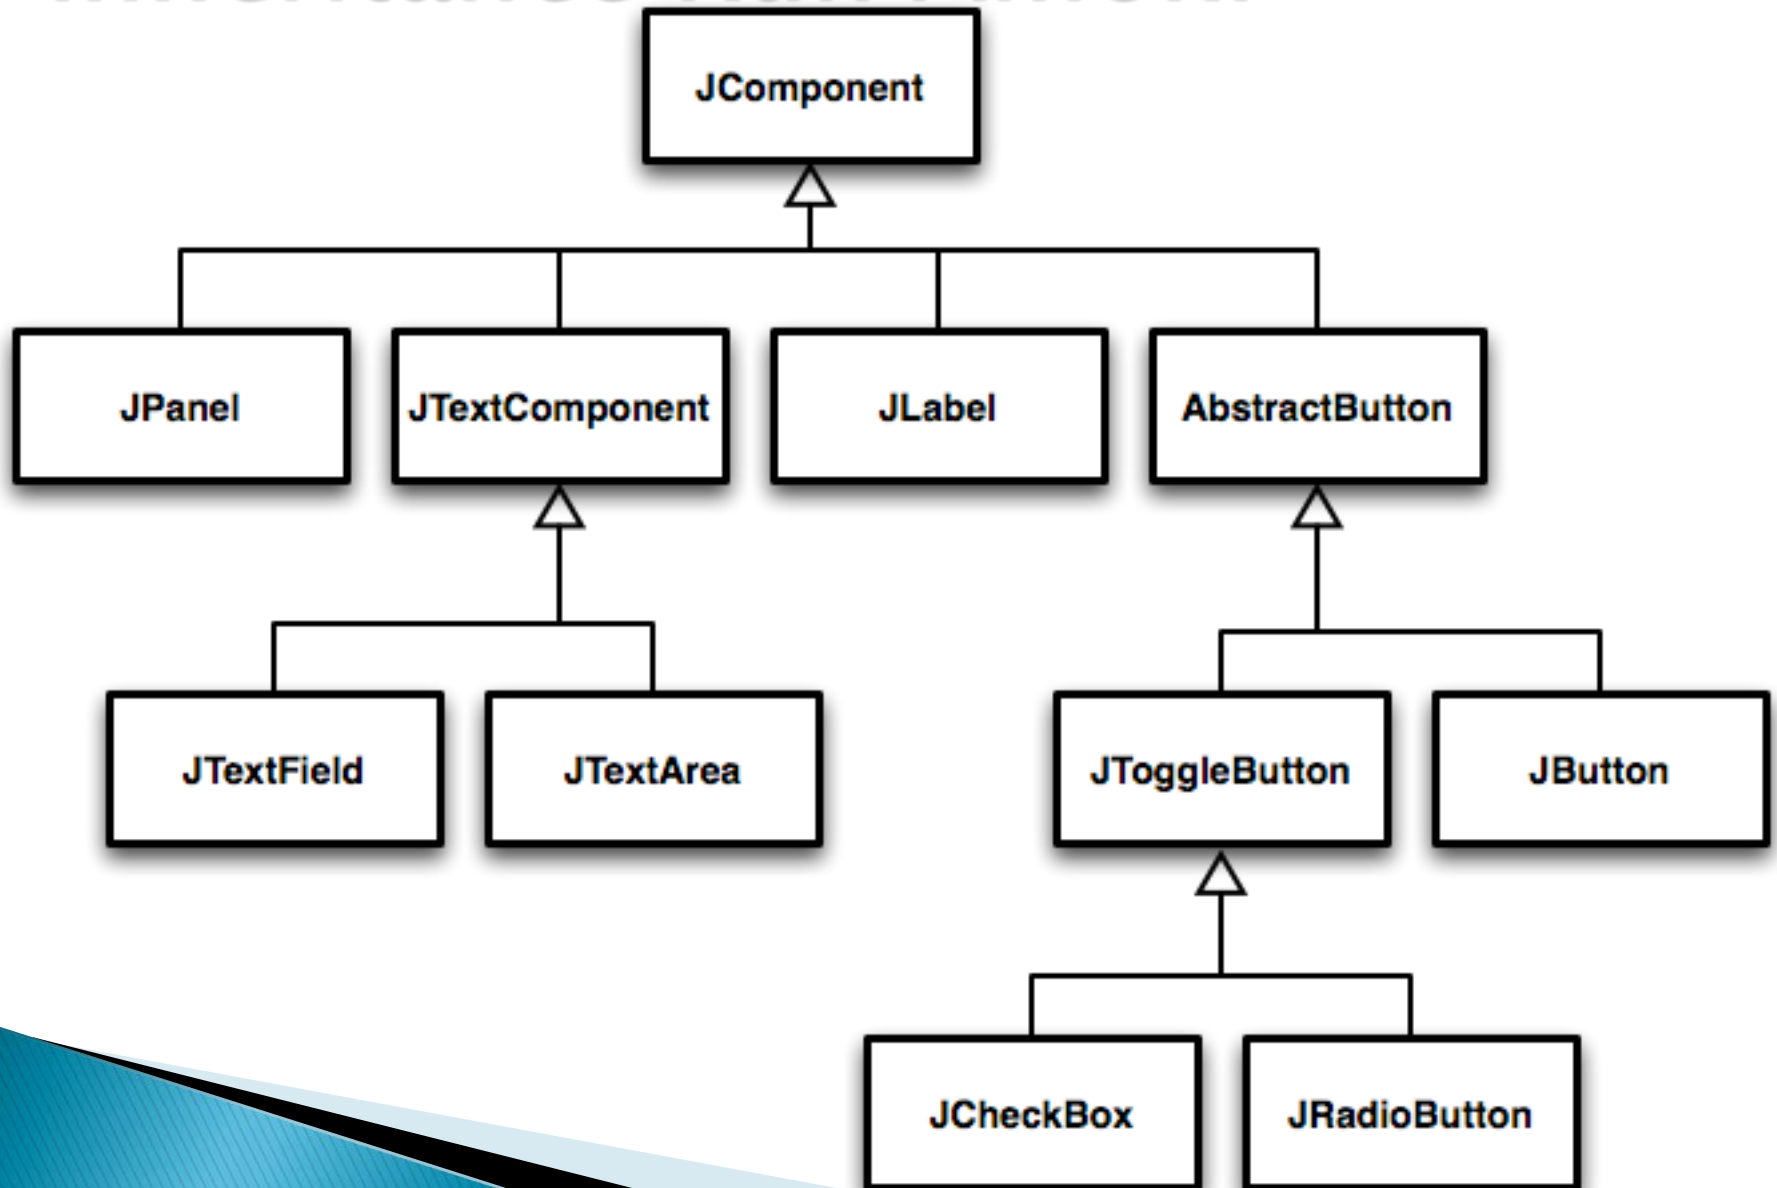 JComponent
JPanel
JTextComponent
JLabel
AbstractButton
JTextField
JTextArea
JToggleButton
JButton
JCheckBox
JRadioButton